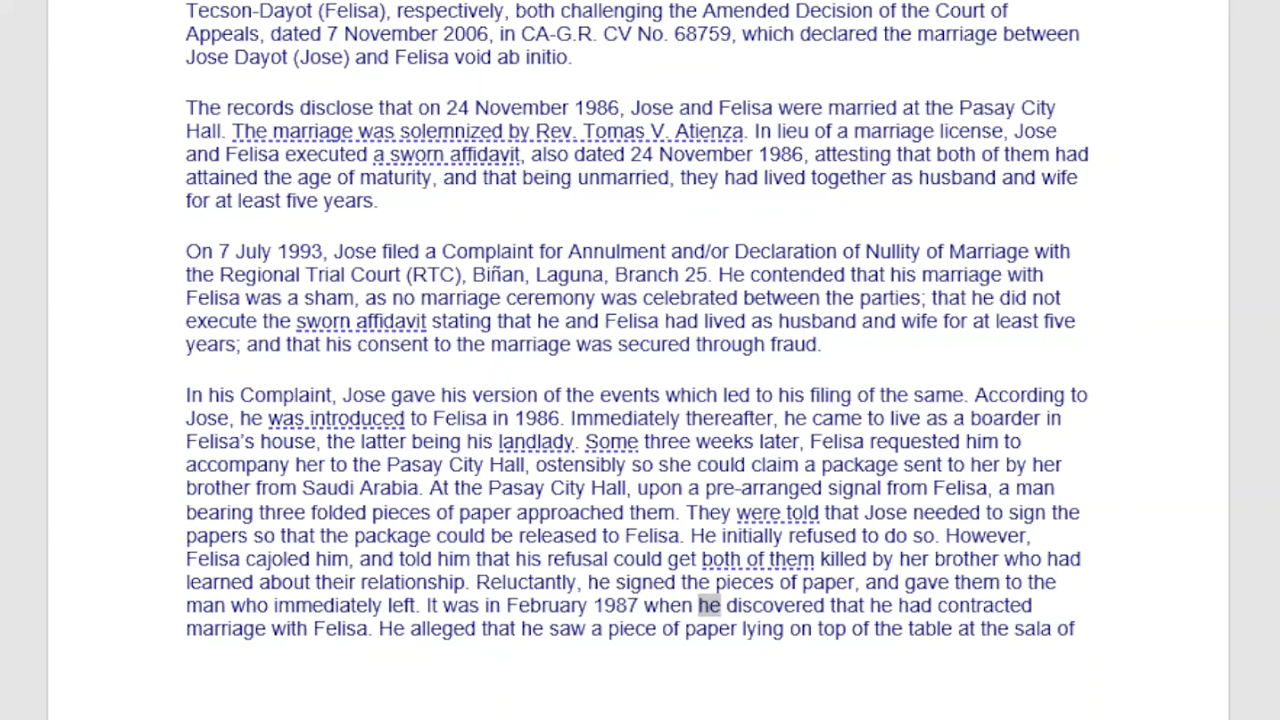 Tecson-Dayot (Felisa), respectively, both challenging the Amended Decision of the Court of
Appeals, dated 7 November 2006, in CA-G.R. CV No. 68759, which declared the marriage between
Jose Dayot (Jose) and Felisa void ab initio.
The records disclose that on 24 November 1986, Jose and Felisa were married at the Pasay City
Hall. The marriage was solemnized by Rev. Tomas V. Atienza. In lieu of a marriage license, Jose
and Felisa executed a sworn affidavit, also dated 24 November 1986, attesting that both of them had
attained the age of maturity, and that being unmarried, they had lived together as husband and wife
for at least five years.
On 7 July 1993, Jose filed a Complaint for Annulment and/or Declaration of Nullity of Marriage with
the Regional Trial Court (RTC), Biñan, Laguna, Branch 25. He contended that his marriage with
Felisa was a sham, as no marriage ceremony was celebrated between the parties; that he did not
execute the sworn affidavit stating that he and Felisa had lived as husband and wife for at least five
years; and that his consent to the marriage was secured through fraud.
In his Complaint, Jose gave his version of the events which led to his filing of the same. According to
Jose, he was introduced to Felisa in 1986. Immediately thereafter, he came to live as a boarder in
Felisa's house, the latter being his landlady. Some three weeks later, Felisa requested him to
accompany her to the Pasay City Hall, ostensibly so she could claim a package sent to her by her
brother from Saudi Arabia. At the Pasay City Hall, upon a pre-arranged signal from Felisa, a man
bearing three folded pieces of paper approached them. They were told that Jose needed to sign the
papers so that the package could be released to Felisa. He initially refused to do so. However,
Felisa cajoled him, and told him that his refusal could get both of them killed by her brother who had
learned about their relationship. Reluctantly, he signed the pieces of paper, and gave them to the
man who immediately left. It was in February 1987 when he discovered that he had contracted
marriage with Felisa. He alleged that he saw a piece of paper lying on top of the table at the sala of